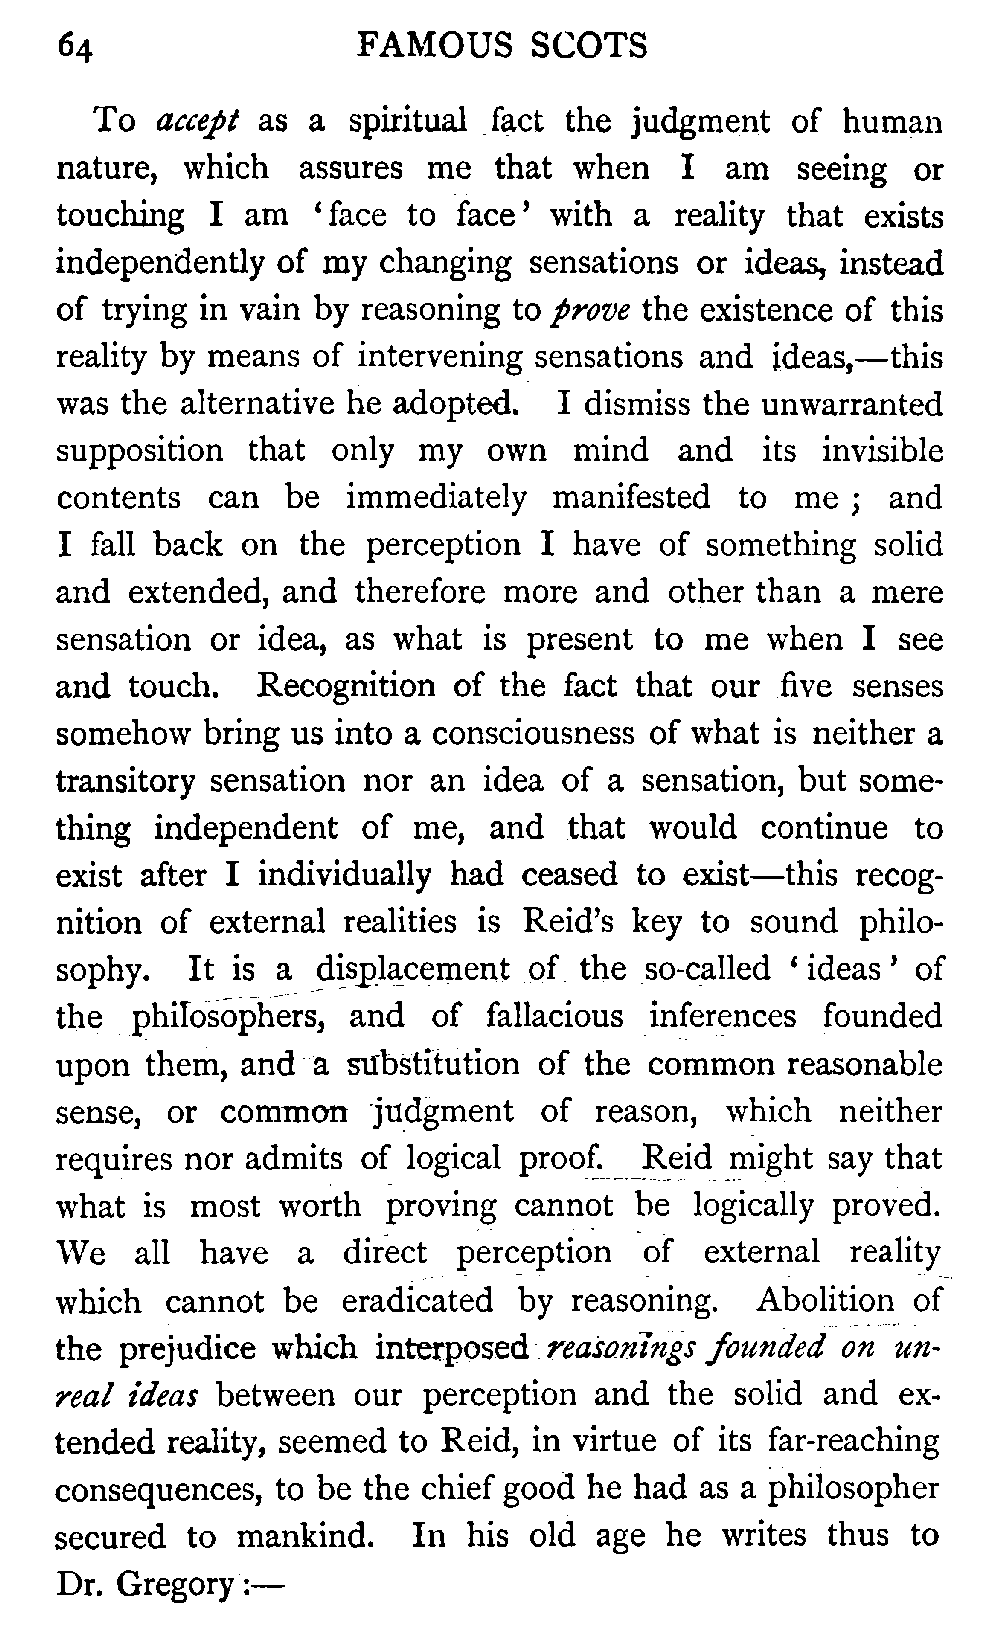 64 FAMOUS SCOTS
To accept as a spiritual fact the judgment of human
nature, which assures me that when I am seeing or
touching I am ‘face to face’ with a reality that exists
independently of my changing sensations or ideas, instead
of trying in vain by reasoning to prove the existence of this
reality by means of intervening sensations and ideas,—this
was the alternative he adopted. I dismiss the unwarranted
supposition that only my own mind and its invisible
contents can be immediately manifested to me ; and
I fall back on the perception I have of something solid
and extended, and therefore more and other than a mere
sensation or idea, as what is present to me when I see
and touch. Recognition of the fact that our five senses
somehow bring us into a consciousness of what is neither a
transitory sensation nor an idea of a sensation, but some-
thing independent of me, and that would continue to
exist after I individually had ceased to exist—this recog-
nition of external realities is Reid’s key to sound philo-
sophy. It is a displacement of the so-called ‘ideas’ of
the philosophers, and of fallacious inferences founded
upon them, and a substitution of the common reasonable
sense, or common judgment of reason, which neither
requires nor admits of logical proof. Reid might say that
what is most worth proving cannot be logically proved.
We all have a direct perception of external reality
which cannot be eradicated by reasoning. Abolition of
the prejudice which interposed reasonings founded on un-
real ideas between our perception and the solid and ex-
tended reality, seemed to Reid, in virtue of its far-reaching
consequences, to be the chief good he had as a philosopher
secured to mankind. In his old age he writes thus to
Dr. Gregory :—